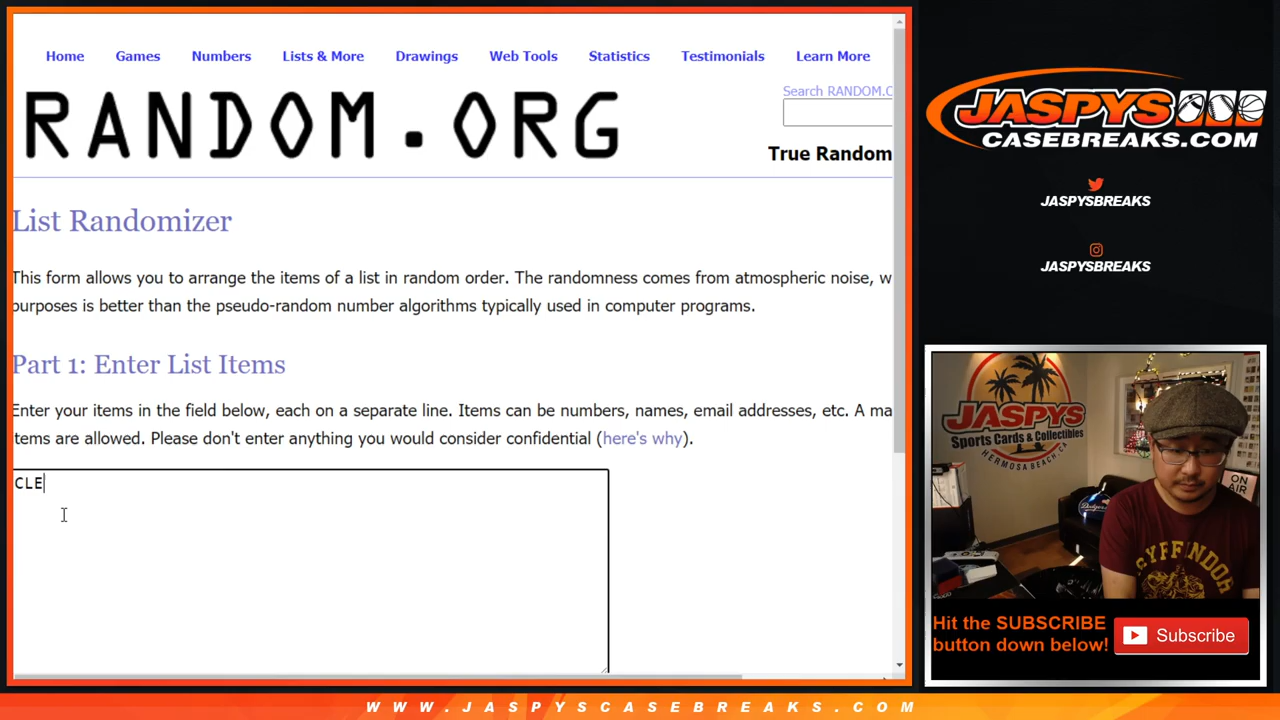 Home Games Numbers Lists & More Drawings Web Tools Statistics Testimonials Learn More
RANDOM.ORG
Search RANDOM.O
True Random
List Randomizer
This form allows you to arrange the items of a list in random order. The randomness comes from atmospheric noise, w
purposes is better than the pseudo-random number algorithms typically used in computer programs.
Part 1: Enter List Items
Enter your items in the field below, each on a separate line. Items can be numbers, names, email addresses, etc. A ma
items are allowed. Please don't enter anything you would consider confidential (here's why).
CLE
JASPYS
CASEBREAKS.COM
JASPYSBREAKS
JASPYSBREAKS
JASPYS
Sports Cards & Collectibles
HERMOSA BEACH, CA
ON AIR
Dodgers
GRYFFINDOR
Hit the SUBSCRIBE
button down below!
Subscribe
WWW.JASPYSCASEBREAKS.COM